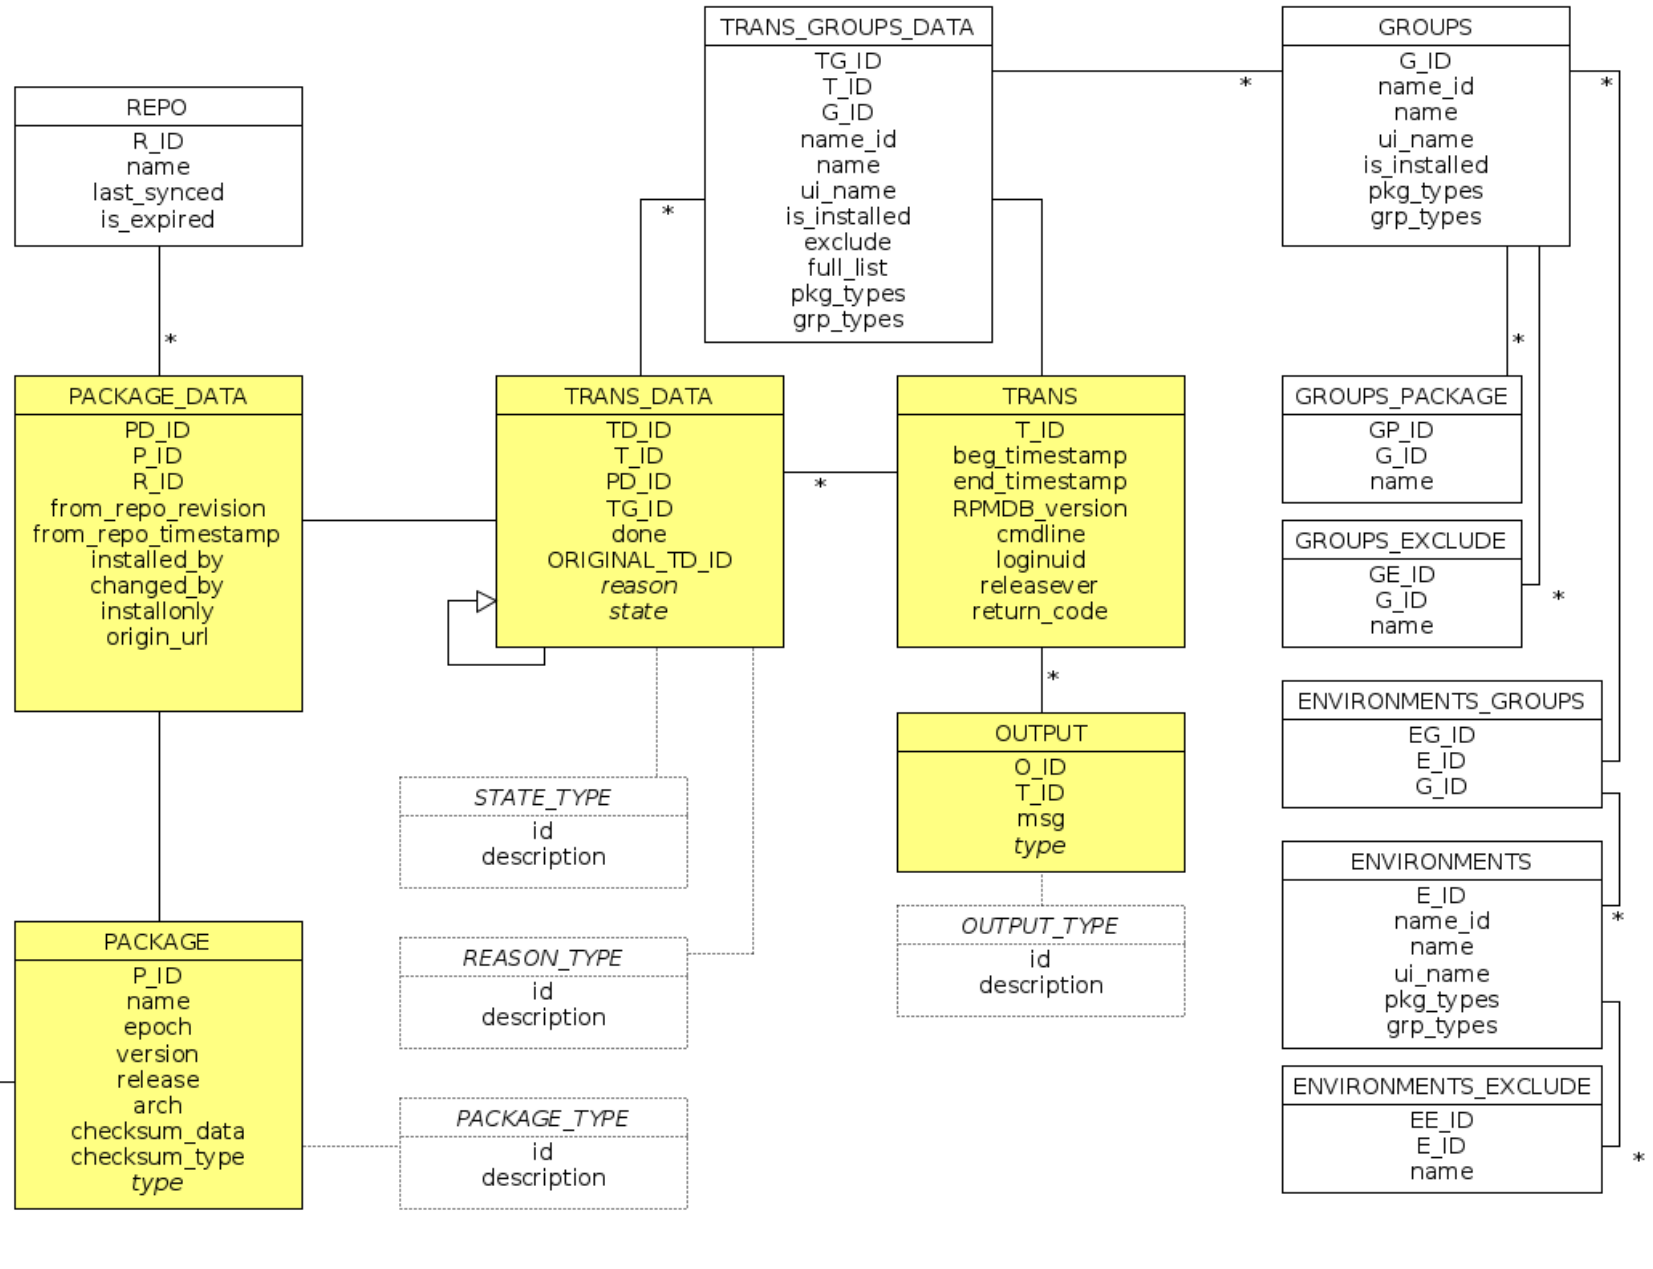 TRANS_GROUPS_DATA
TG_ID
T_ID
G_ID
name_id
name
ui_name
is_installed
exclude
full_list
pkg_types
grp_types
*
*
GROUPS
G_ID
name_id
name
ui_name
is_installed
pkg_types
grp_types
*
REPO
R_ID
name
last_synced
is_expired
*
PACKAGE_DATA
PD_ID
P_ID
R_ID
from_repo_revision
from_repo_timestamp
installed_by
changed_by
installonly
origin_url
TRANS_DATA
TD_ID
T_ID
PD_ID
TG_ID
done
ORIGINAL_TD_ID
reason
state
*
TRANS
T_ID
beg_timestamp
end_timestamp
RPMDB_version
cmdline
loginuid
releasever
return_code
*
*
GROUPS_PACKAGE
GP_ID
G_ID
name
GROUPS_EXCLUDE
GE_ID
G_ID
name
*
ENVIRONMENTS_GROUPS
EG_ID
E_ID
G_ID
OUTPUT
O_ID
T_ID
msg
type
STATE_TYPE
id
description
ENVIRONMENTS
E_ID
name_id
name
ui_name
pkg_types
grp_types
*
OUTPUT_TYPE
id
description
PACKAGE
P_ID
name
epoch
version
release
arch
checksum_data
checksum_type
type
REASON_TYPE
id
description
PACKAGE_TYPE
id
description
ENVIRONMENTS_EXCLUDE
EE_ID
E_ID
name
*